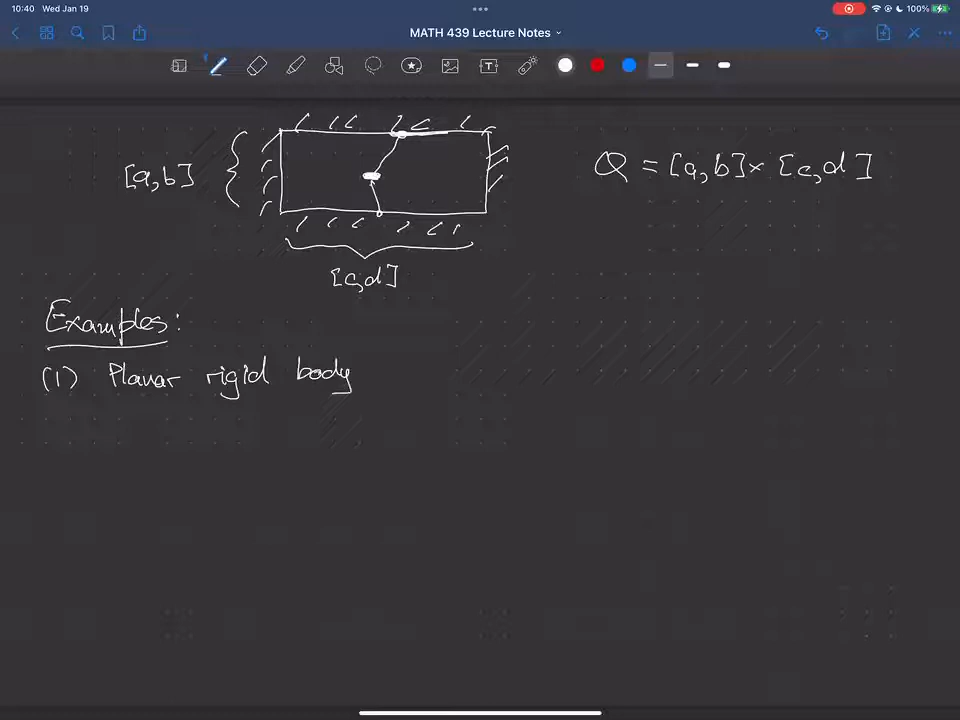 10:40 Wed Jan 19
100%
MATH 439 Lecture Notes
[a,b]
Q = [a,b] × [c,d]
[c,d]
Examples:
(1) Planar rigid body